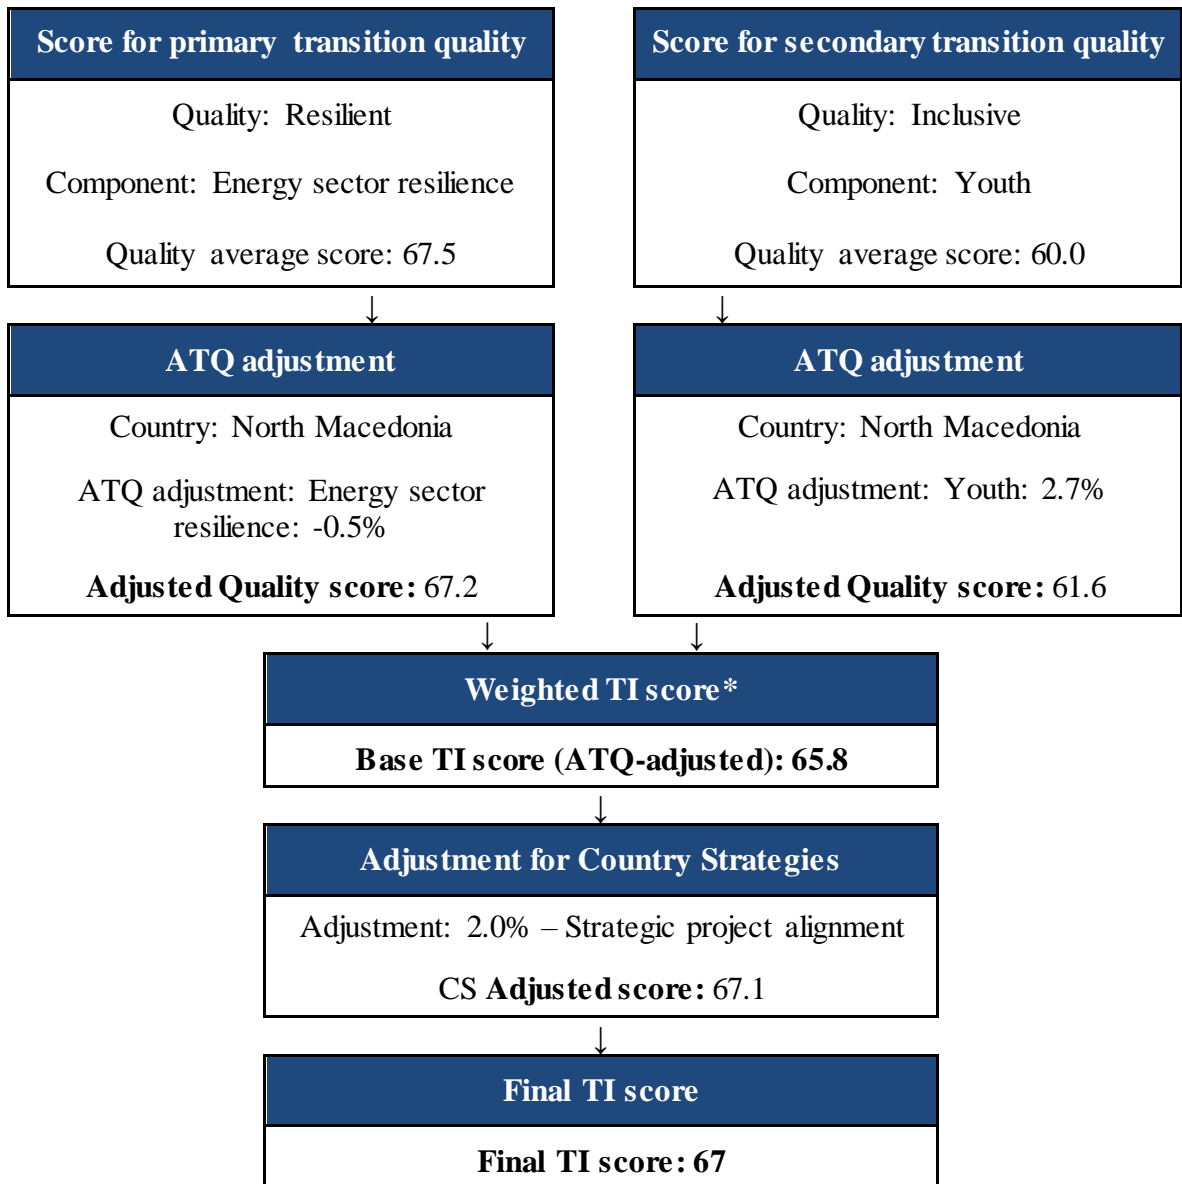 Score for primary transition quality
Quality: Resilient
Component: Energy sector resilience
Quality average score: 67.5
Score for secondary transition quality
Quality: Inclusive
Component: Youth
Quality average score: 60.0
↓
↓
ATQ adjustment
Country: North Macedonia
ATQ adjustment: Energy sector
resilience: -0.5%
Adjusted Quality score: 67.2
ATQ adjustment
Country: North Macedonia
ATQ adjustment: Youth: 2.7%
Adjusted Quality score: 61.6
↓
↓
Weighted TI score*
Base TI score (ATQ-adjusted): 65.8
↓
Adjustment for Country Strategies
Adjustment: 2.0% – Strategic project alignment
CS Adjusted score: 67.1
↓
Final TI score
Final TI score: 67